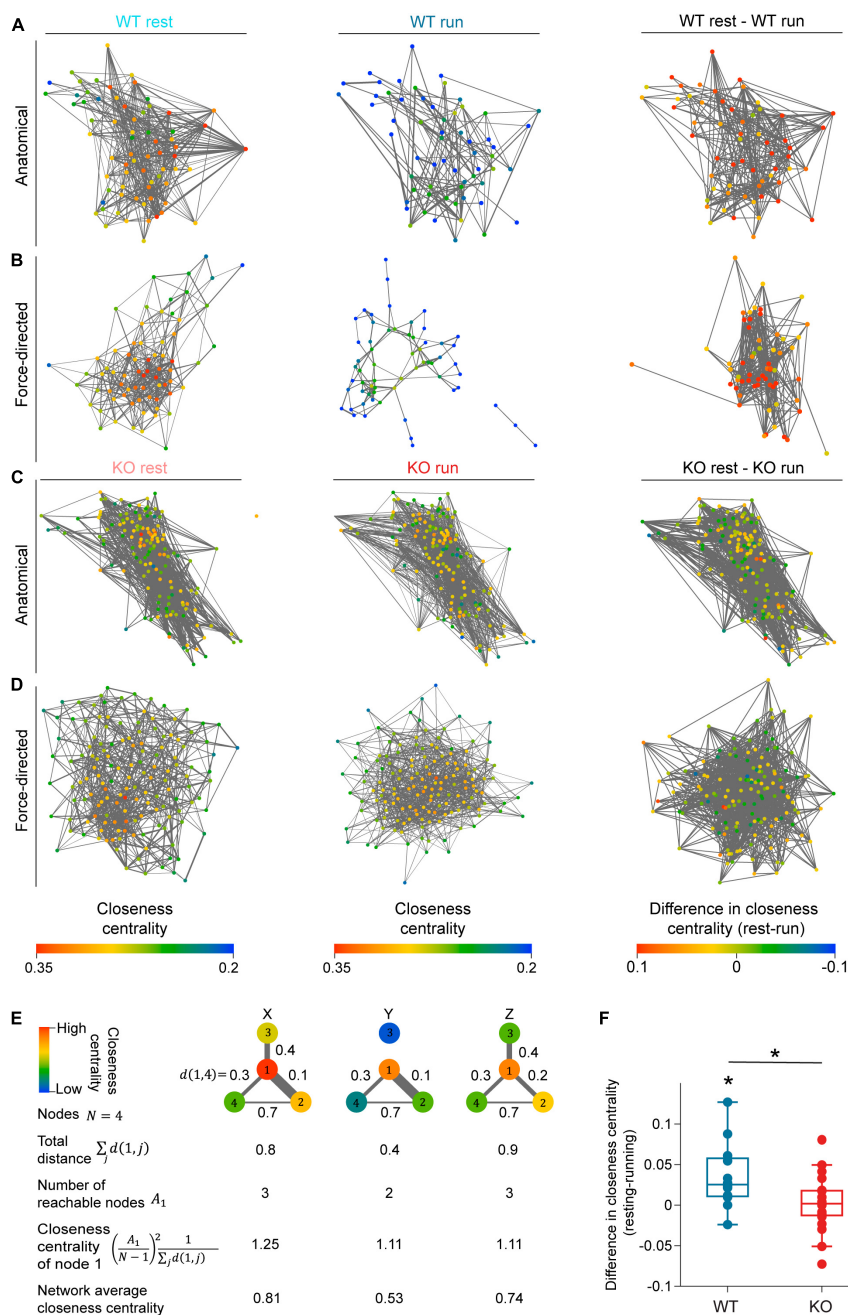 A WT rest WT run WT rest - WT run
Anatomical
B
Force-directed
KO rest KO run KO rest - KO run
C
Anatomical
D
Force-directed
Closeness centrality
0.35 0.2
Closeness centrality
0.35 0.2
Difference in closeness centrality (rest-run)
0.1 0 -0.1
E
High
Low
Closeness centrality
X Y Z
3 3 3
0.4 0.4
d(1,4)= 0.3 1 0.1 0.3 1 0.1 0.3 1 0.2
4 2 4 2 4 2
0.7 0.7 0.7
Nodes N = 4
Total distance ∑_j d(1,j) 0.8 0.4 0.9
Number of reachable nodes A₁ 3 2 3
Closeness centrality of node 1 (A₁/(N−1))² 1/(∑_j d(1,j)) 1.25 1.11 1.11
Network average closeness centrality 0.81 0.53 0.74
F
*
*
Difference in closeness centrality (resting-running)
0.1
0.05
0
-0.05
-0.1
WT KO